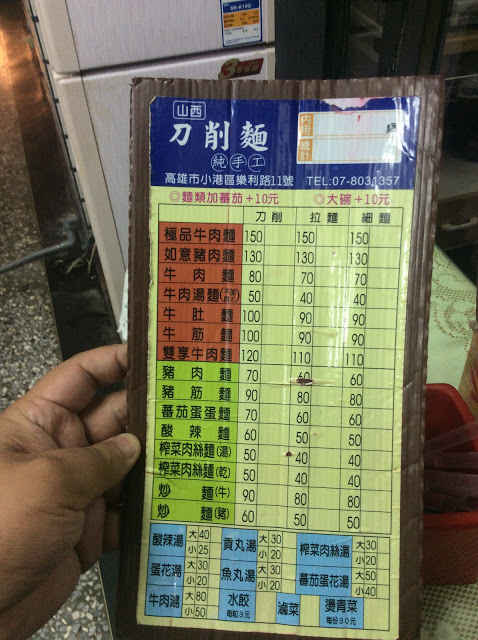 SR-K19G
山西
刀削麵
純手工
內用 桌
高雄市小港區樂利路11號 TEL:07-8031357
◎麵類加番茄+10元 ◎大碗+10元
刀削 拉麵 細麵
極品牛肉麵 150 150 150
如意豬肉麵 130 130 130
牛肉麵 80 70 70
牛肉湯麵 50 40 40
牛肚麵 100 90 90
牛筋麵 100 90 90
雙享牛肉麵 120 110 110
豬肉麵 70 60 60
豬筋麵 90 80 80
蕃茄蛋蛋麵 70 60 60
酸辣麵 60 50 50
榨菜肉絲麵(湯) 50 40 40
榨菜肉絲麵(乾) 50 40 40
炒麵(牛) 90 80 80
炒麵(豬) 60 50 50
酸辣湯 大40 小25 貢丸湯 大30 小20 榨菜肉絲湯 大30 小20
蛋花湯 大30 小20 魚丸湯 大30 小20 蕃茄蛋花湯 大50 小40
牛肉湯 大80 小50 水餃 每粒3元 滷菜 燙青菜 每份30元